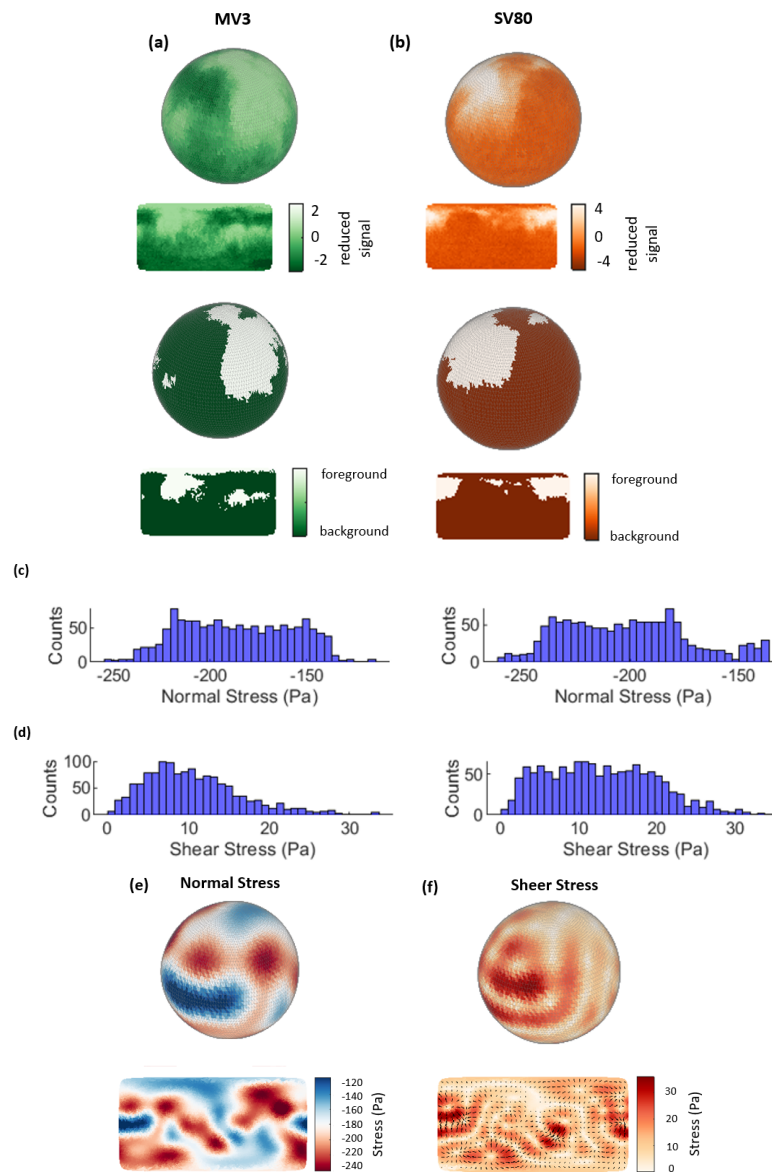 MV3 SV80
(a) (b)
2
0
-2
reduced
signal
4
0
-4
reduced
signal
foreground
background
foreground
background
(c)
Counts
50
0
-250 -200 -150
Normal Stress (Pa)
Counts
50
0
-250 -200 -150
Normal Stress (Pa)
(d)
Counts
100
50
0
0 10 20 30
Shear Stress (Pa)
Counts
50
0
0 10 20 30
Shear Stress (Pa)
(e) Normal Stress
(f) Sheer Stress
-120
-140
-160
-180
-200
-220
-240
Stress (Pa)
30
20
10
0
Stress (Pa)